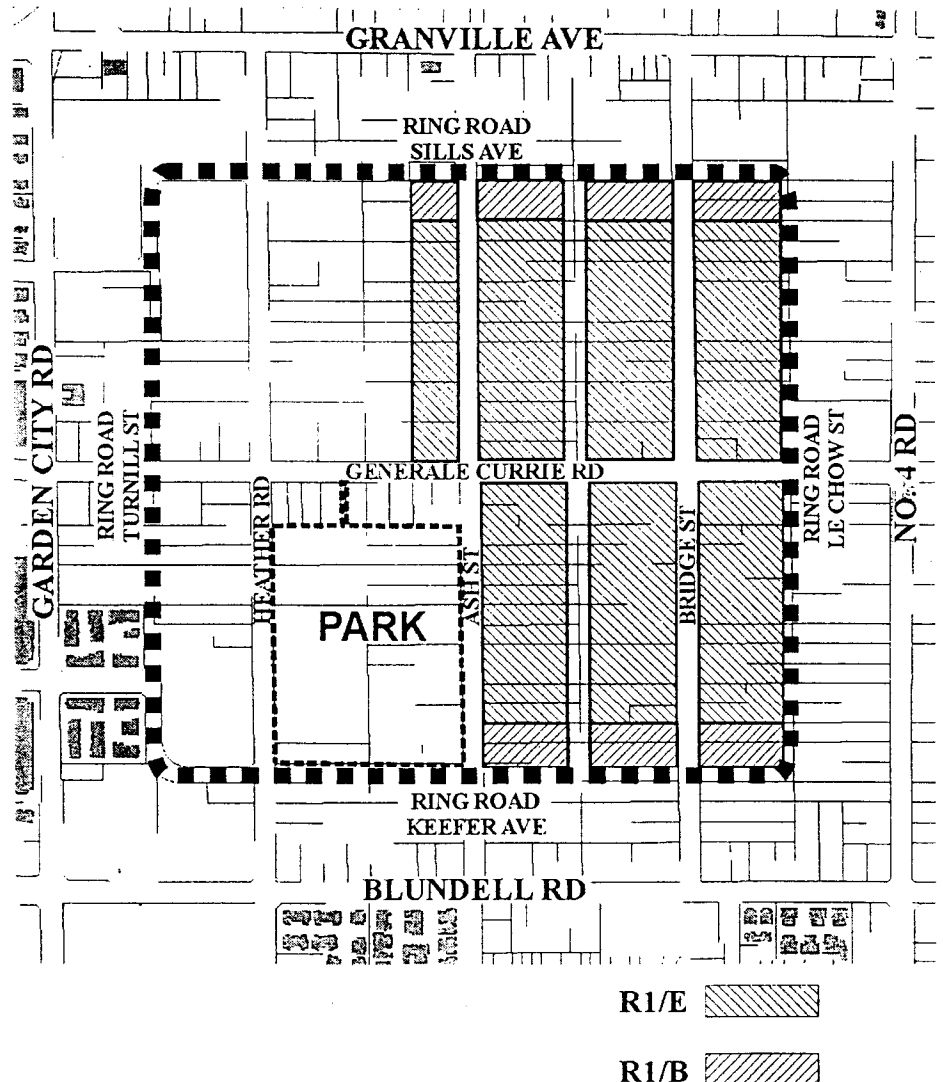 GRANVILLE AVE
RING ROAD
SILLS AVE
GARDEN CITY RD
RING ROAD
TURNILL ST
GENERALE CURRIE RD
HEATHER RD
PARK
ASH ST
BRIDGE ST
RING ROAD
LE CHOW ST
NO. 4 RD
RING ROAD
KEEFER AVE
BLUNDELL RD
R1/E
R1/B